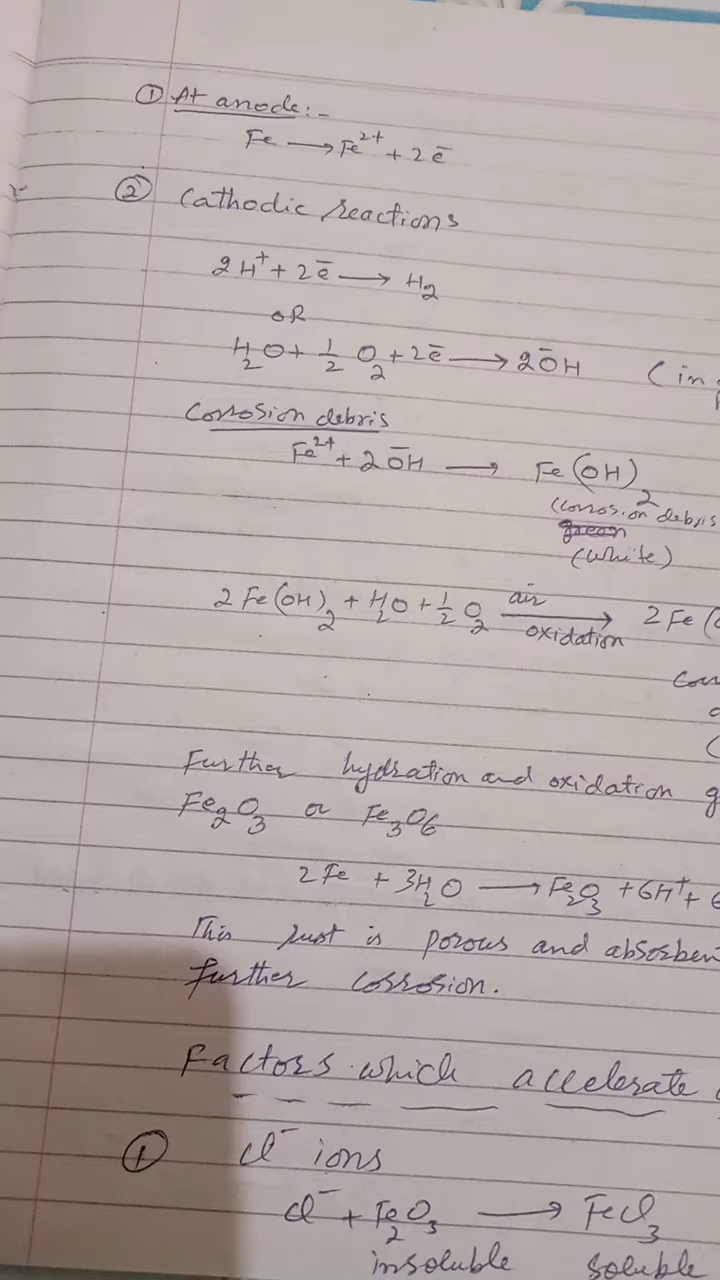 ① At anode:-
Fe ⟶ Fe²⁺ + 2ē
② Cathodic reactions
2H⁺ + 2ē ⟶ H₂
OR
H₂O + 1/2 O₂ + 2ē ⟶ 2ŌH (in
Corrosion debris
Fe²⁺ + 2ŌH ⟶ Fe(OH)₂
(corrosion debris
green
(white)
2Fe(OH)₂ + H₂O + 1/2 O₂ air oxidation ⟶ 2Fe(
Further hydration and oxidation g
Fe₂O₃ or Fe₃O6
2Fe + 3H₂O ⟶ Fe₂O₃ + 6H⁺ + 6
This rust is porous and absorben
further corrosion.
Factors which accelerate
① Cl⁻ ions
Cl⁻ + Fe₂O₃ ⟶ FeCl₃
insoluble soluble